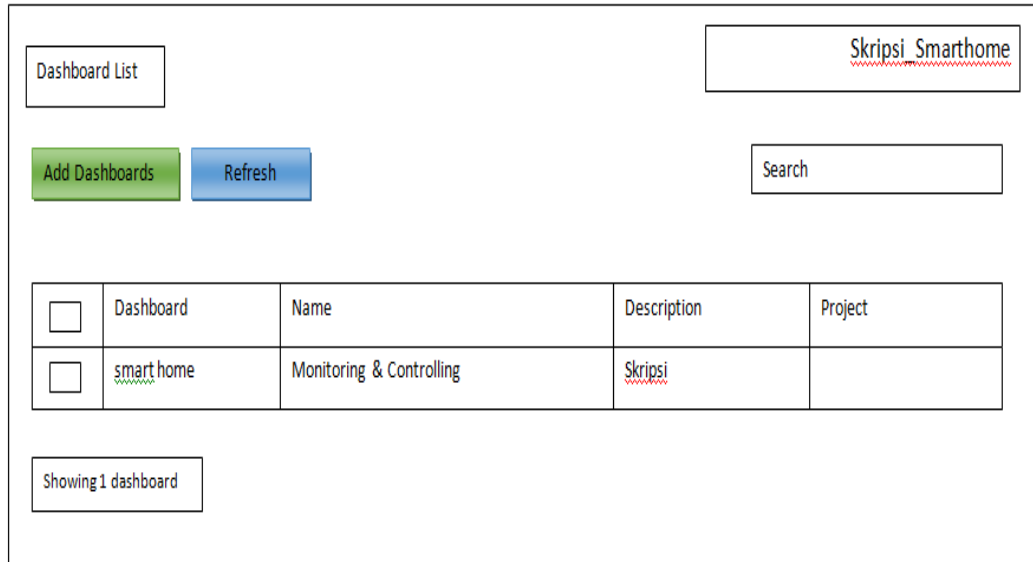 Dashboard List
Skripsi_Smarthome
Add Dashboards
Refresh
Search
Dashboard
Name
Description
Project
smart home
Monitoring & Controlling
Skripsi
Showing 1 dashboard